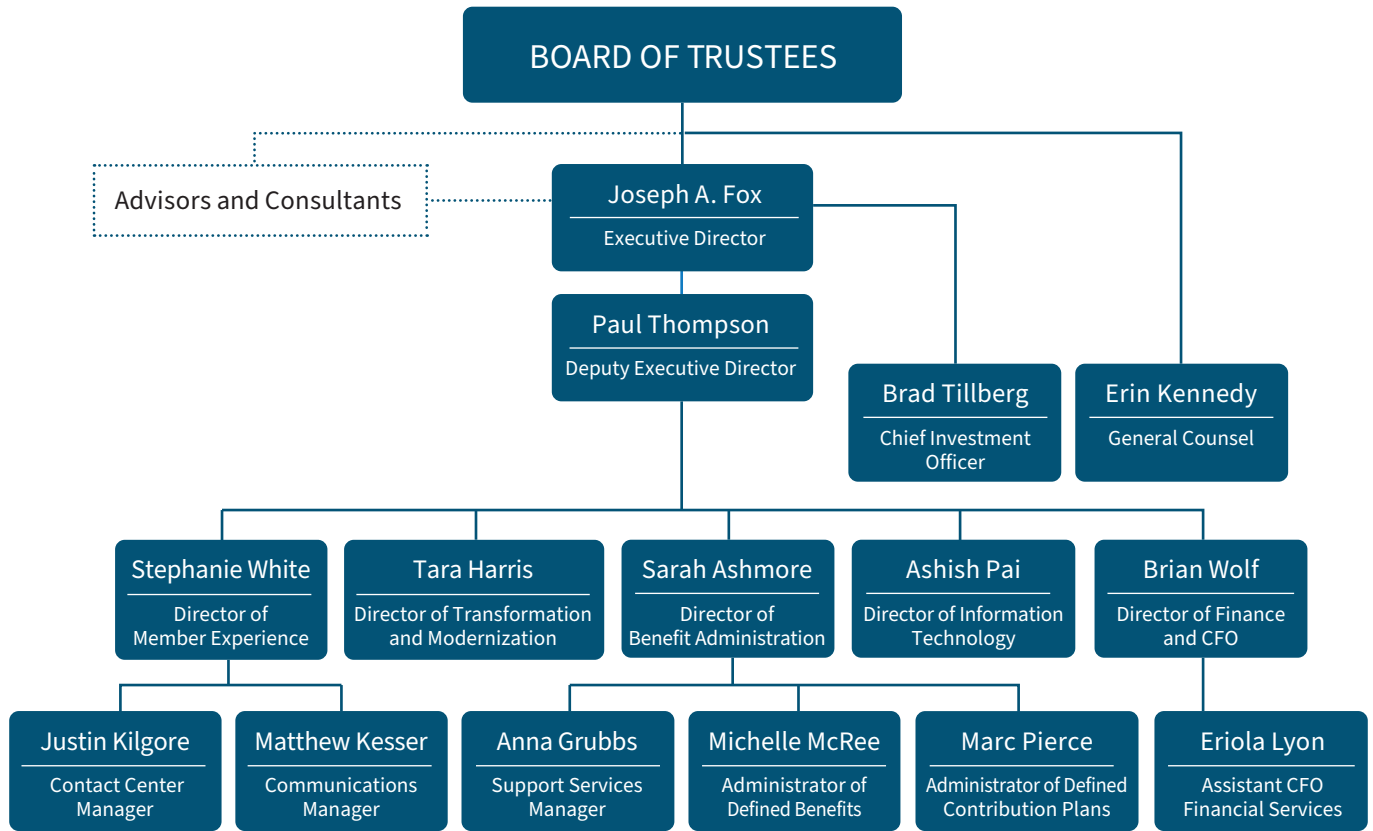 BOARD OF TRUSTEES
Advisors and Consultants
Joseph A. Fox
Executive Director
Paul Thompson
Deputy Executive Director
Brad Tillberg
Chief Investment
Officer
Erin Kennedy
General Counsel
Stephanie White
Director of
Member Experience
Tara Harris
Director of Transformation
and Modernization
Sarah Ashmore
Director of
Benefit Administration
Ashish Pai
Director of Information
Technology
Brian Wolf
Director of Finance
and CFO
Justin Kilgore
Contact Center
Manager
Matthew Kesser
Communications
Manager
Anna Grubbs
Support Services
Manager
Michelle McRee
Administrator of
Defined Benefits
Marc Pierce
Administrator of Defined
Contribution Plans
Eriola Lyon
Assistant CFO
Financial Services